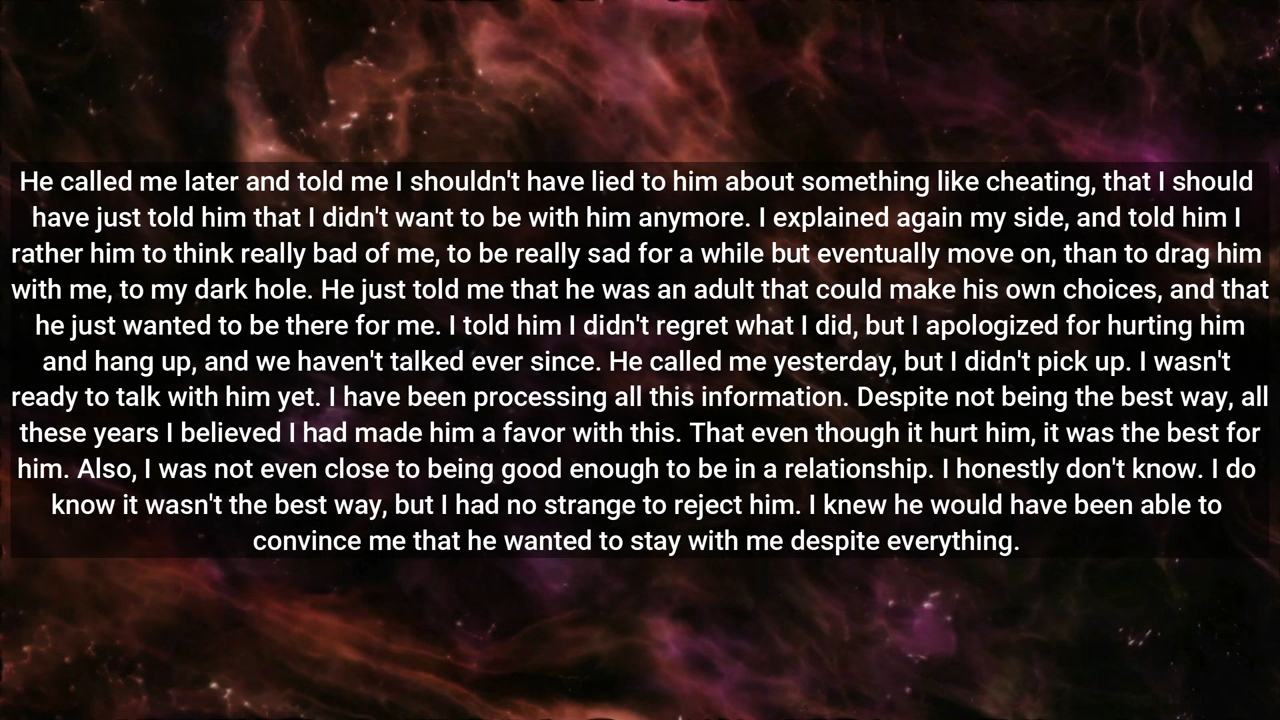 He called me later and told me I shouldn't have lied to him about something like cheating, that I should
have just told him that I didn't want to be with him anymore. I explained again my side, and told him I
rather him to think really bad of me, to be really sad for a while but eventually move on, than to drag him
with me, to my dark hole. He just told me that he was an adult that could make his own choices, and that
he just wanted to be there for me. I told him I didn't regret what I did, but I apologized for hurting him
and hang up, and we haven't talked ever since. He called me yesterday, but I didn't pick up. I wasn't
ready to talk with him yet. I have been processing all this information. Despite not being the best way, all
these years I believed I had made him a favor with this. That even though it hurt him, it was the best for
him. Also, I was not even close to being good enough to be in a relationship. I honestly don't know. I do
know it wasn't the best way, but I had no strange to reject him. I knew he would have been able to
convince me that he wanted to stay with me despite everything.